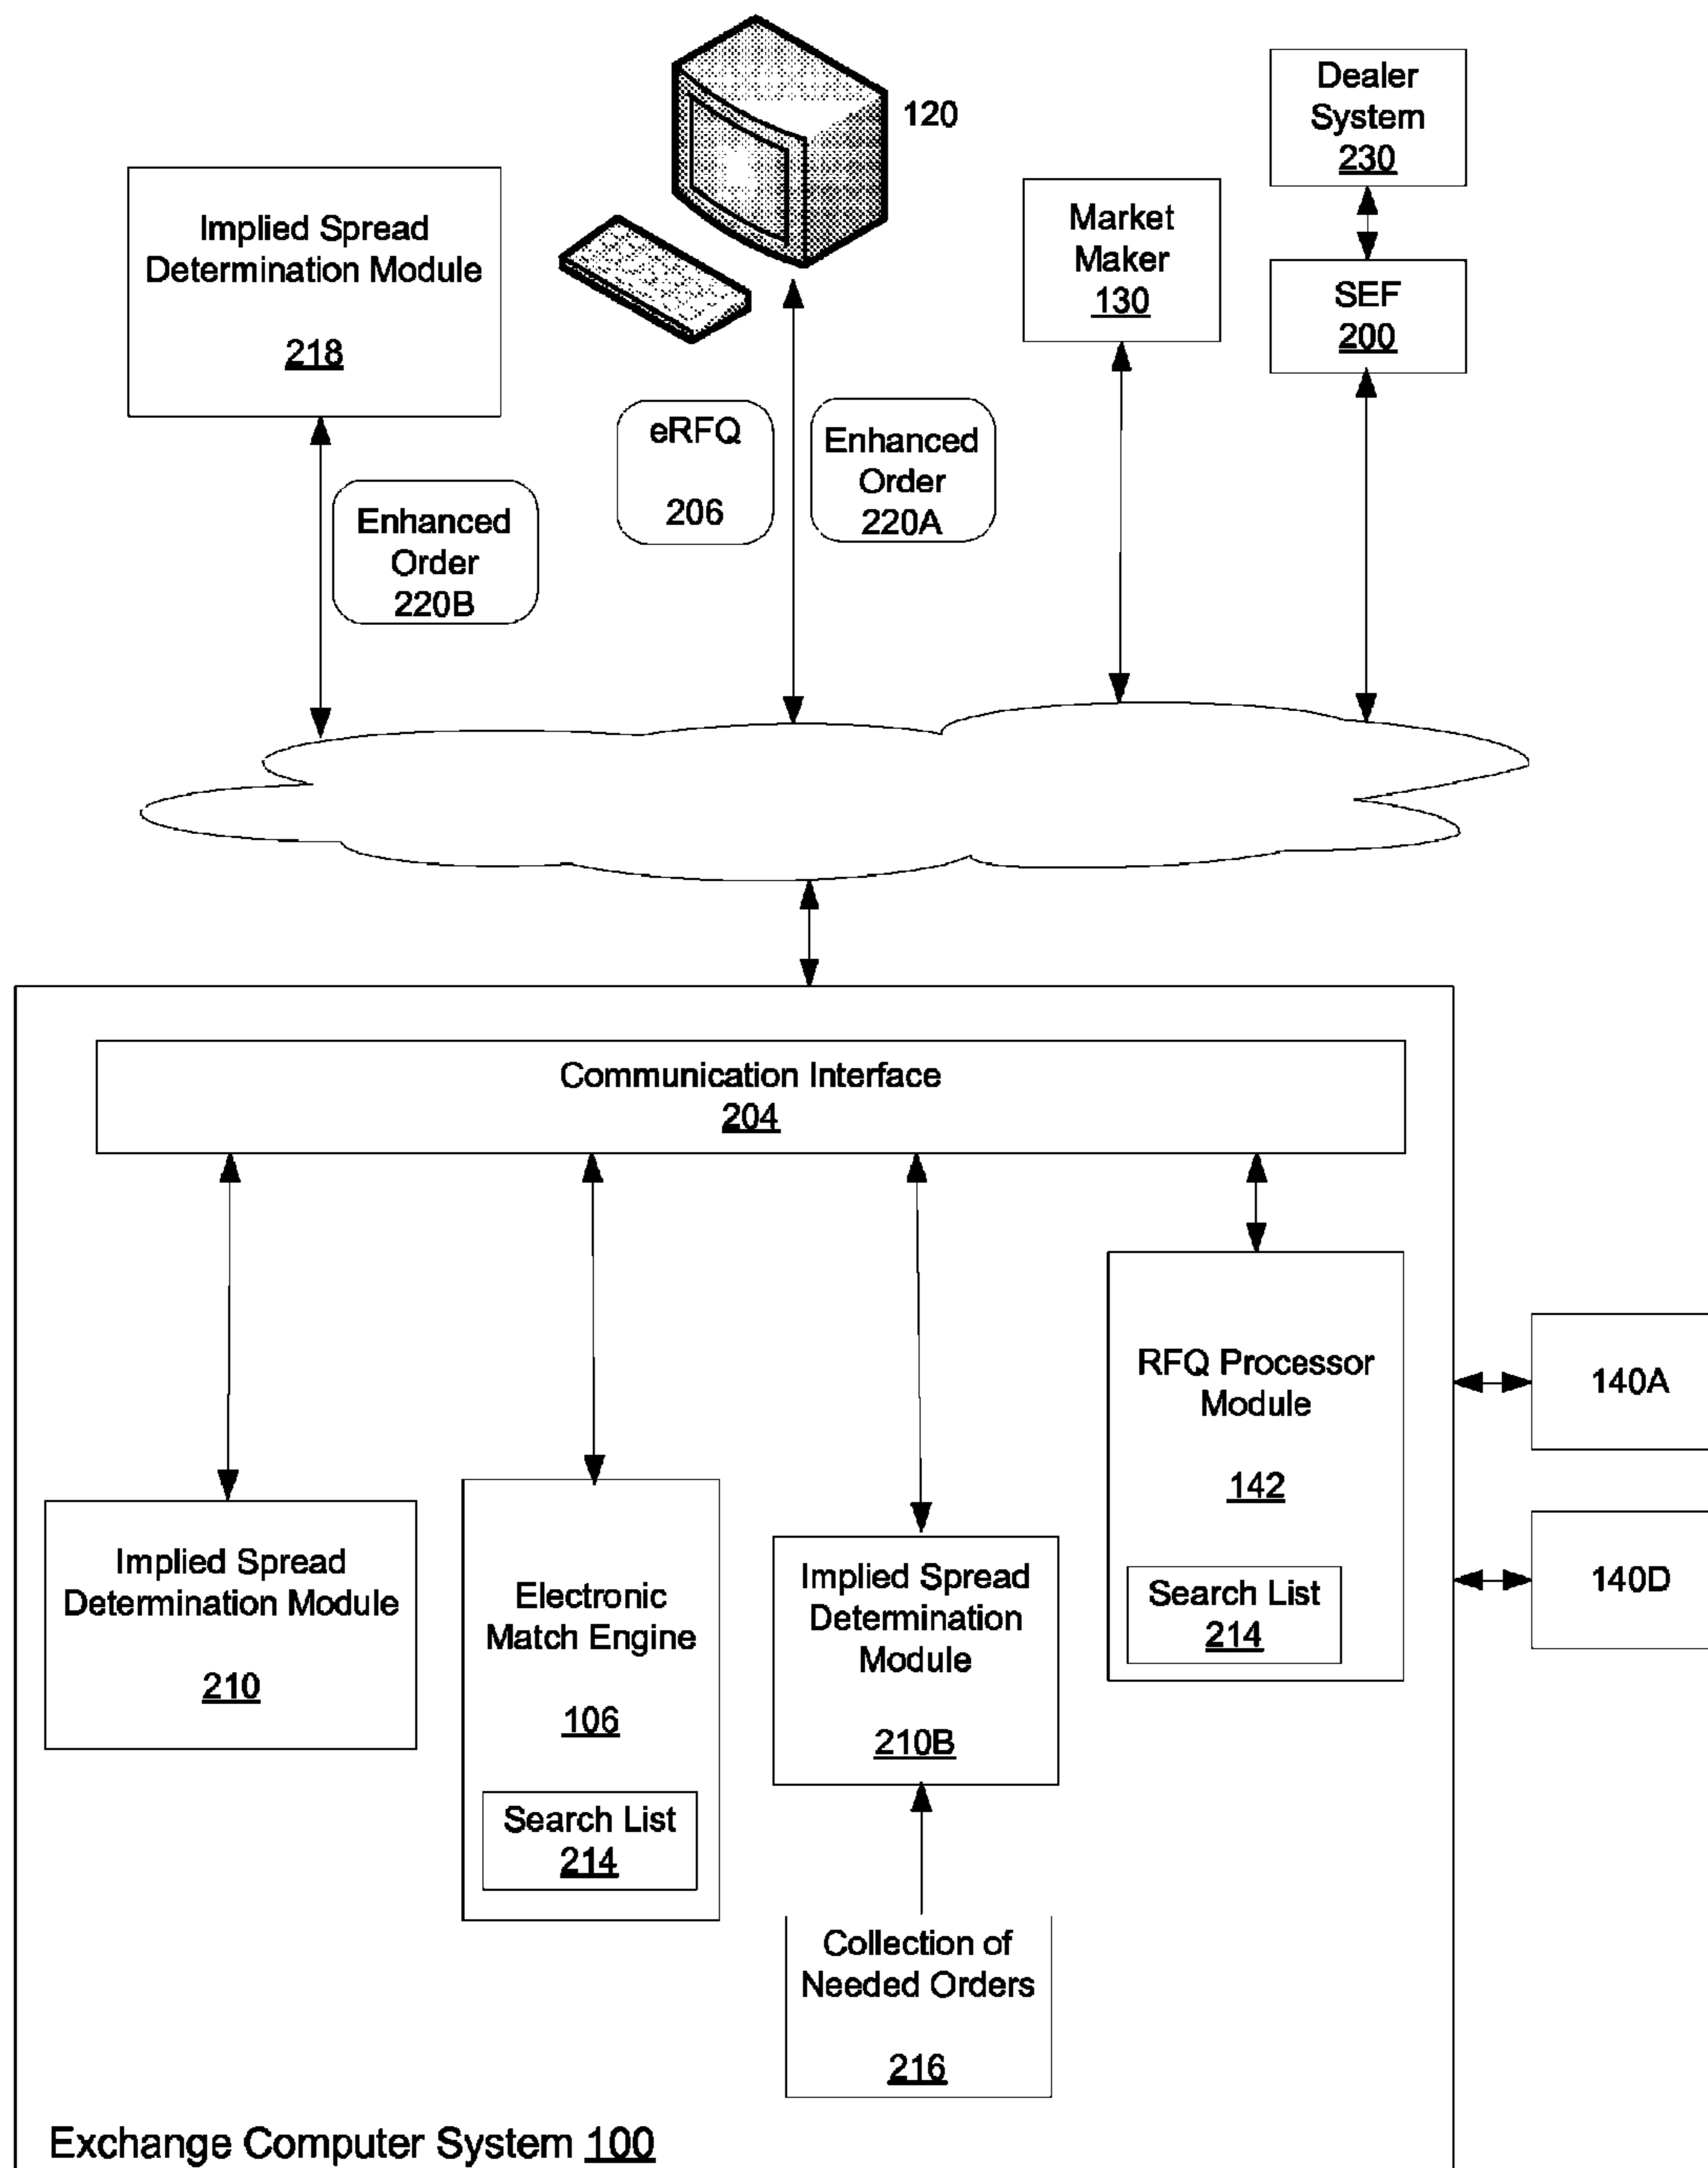 120
Dealer
System
230
Implied Spread
Determination Module
218
Market
Maker
130
SEF
200
eRFQ
206
Enhanced
Order
220A
Enhanced
Order
220B
Communication Interface
204
RFQ Processor
Module
142
Search List
214
140A
140D
Implied Spread
Determination Module
210
Electronic
Match Engine
106
Search List
214
Implied Spread
Determination
Module
210B
Collection of
Needed Orders
216
Exchange Computer System 100